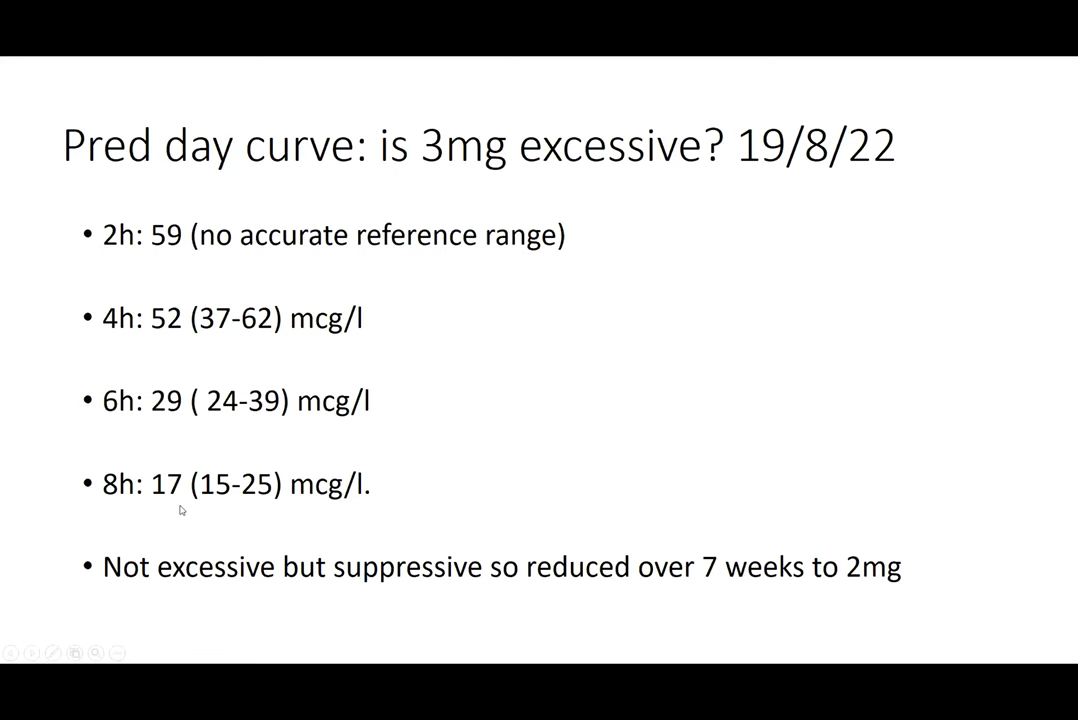 Pred day curve: is 3mg excessive? 19/8/22
• 2h: 59 (no accurate reference range)
• 4h: 52 (37-62) mcg/l
• 6h: 29 ( 24-39) mcg/l
• 8h: 17 (15-25) mcg/l.
• Not excessive but suppressive so reduced over 7 weeks to 2mg